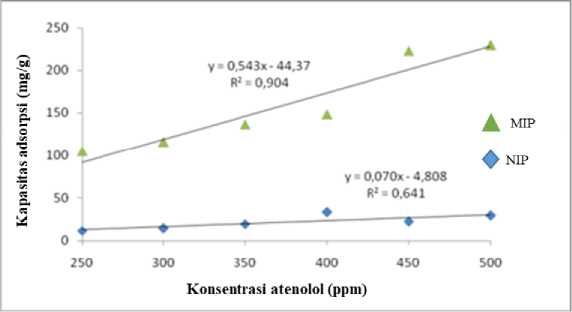 Kapasitas adsorpsi (mg/g)
250
200
150
100
50
0
y = 0,543x - 44,37
R² = 0,904
y = 0,070x - 4,808
R² = 0,641
MIP
NIP
250 300 350 400 450 500
Konsentrasi atenolol (ppm)